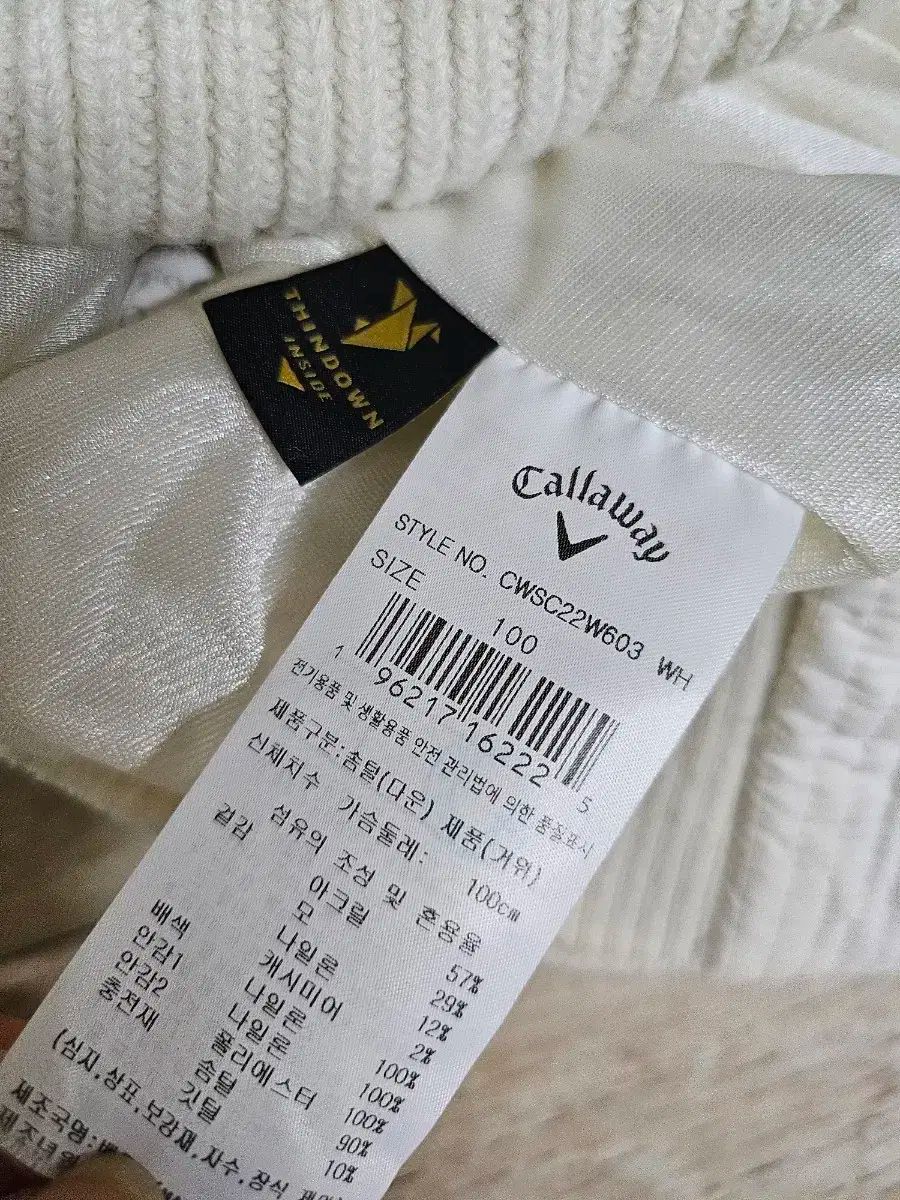 THINDOWN
INSIDE
Callaway
STYLE NO. CWSC22W603 WH
SIZE 100
1 96217 16222 5
전기용품 및 생활용품 안전 관리법에 의한 품질표시
제품구분:솜털(다운) 제품(거위)
신체지수 가슴둘레: 100cm
섬유의 조성 및 혼용율
겉감 아크릴 57%
모 29%
나일론 12%
캐시미어 2%
배색 나일론 100%
안감1 나일론 100%
안감2 폴리에스터 100%
충전재 솜털 90%
깃털 10%
(심지,상표,보강재,자수,장식
제조국명: